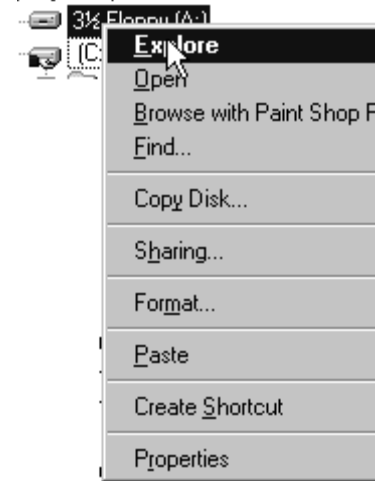 3½ Floppy (A:)
(C:
Explore
Open
Browse with Paint Shop P
Find...
Copy Disk...
Sharing...
Format...
Paste
Create Shortcut
Properties